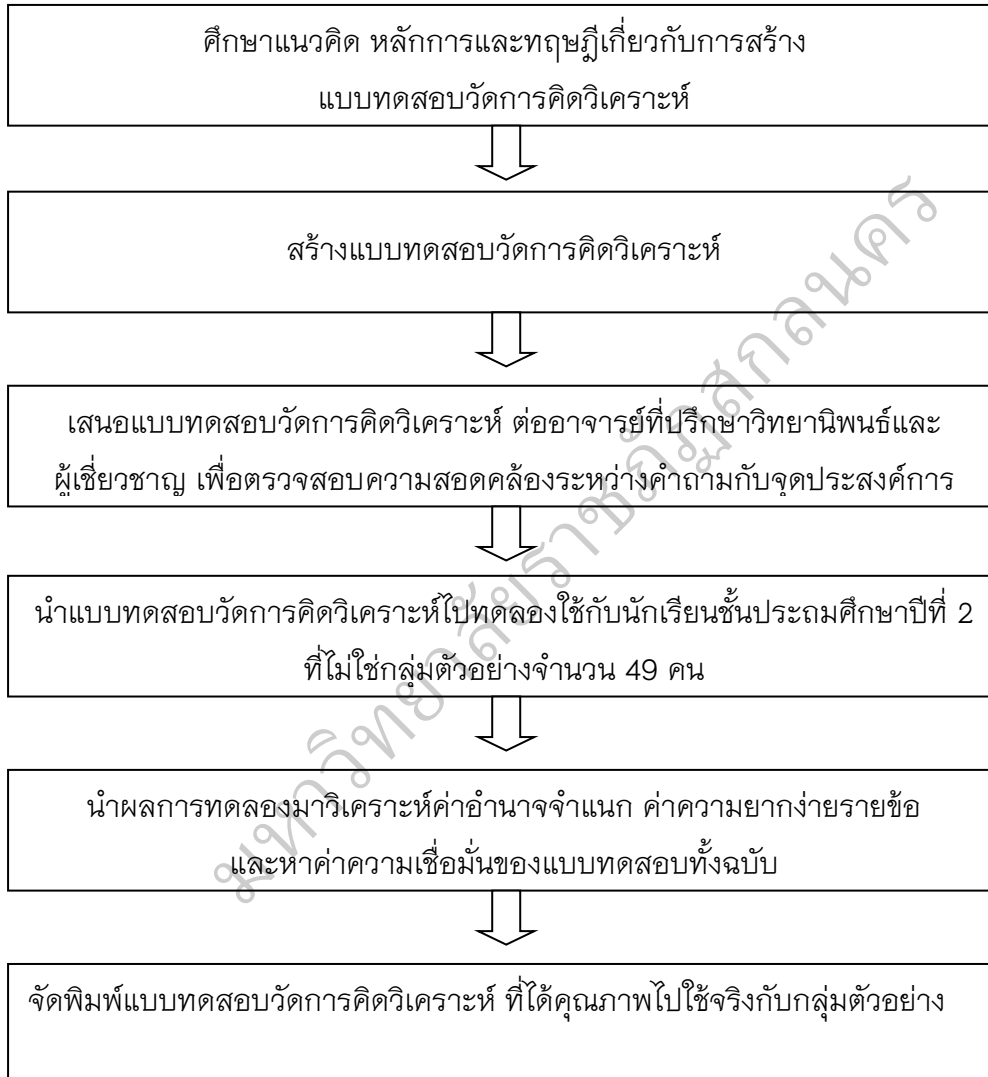 ศึกษาแนวคิด หลักการและทฤษฎีเกี่ยวกับการสร้าง
แบบทดสอบวัดการคิดวิเคราะห์
สร้างแบบทดสอบวัดการคิดวิเคราะห์
เสนอแบบทดสอบวัดการคิดวิเคราะห์ ต่ออาจารย์ที่ปรึกษาวิทยานิพนธ์และ
ผู้เชี่ยวชาญ เพื่อตรวจสอบความสอดคล้องระหว่างคำถามกับจุดประสงค์การ
นำแบบทดสอบวัดการคิดวิเคราะห์ไปทดลองใช้กับนักเรียนชั้นประถมศึกษาปีที่ 2
ที่ไม่ใช่กลุ่มตัวอย่างจำนวน 49 คน
นำผลการทดลองมาวิเคราะห์ค่าอำนาจจำแนก ค่าความยากง่ายรายข้อ
และหาค่าความเชื่อมั่นของแบบทดสอบทั้งฉบับ
จัดพิมพ์แบบทดสอบวัดการคิดวิเคราะห์ ที่ได้คุณภาพไปใช้จริงกับกลุ่มตัวอย่าง
มหาวิทยาลัยราชภัฏสกลนคร